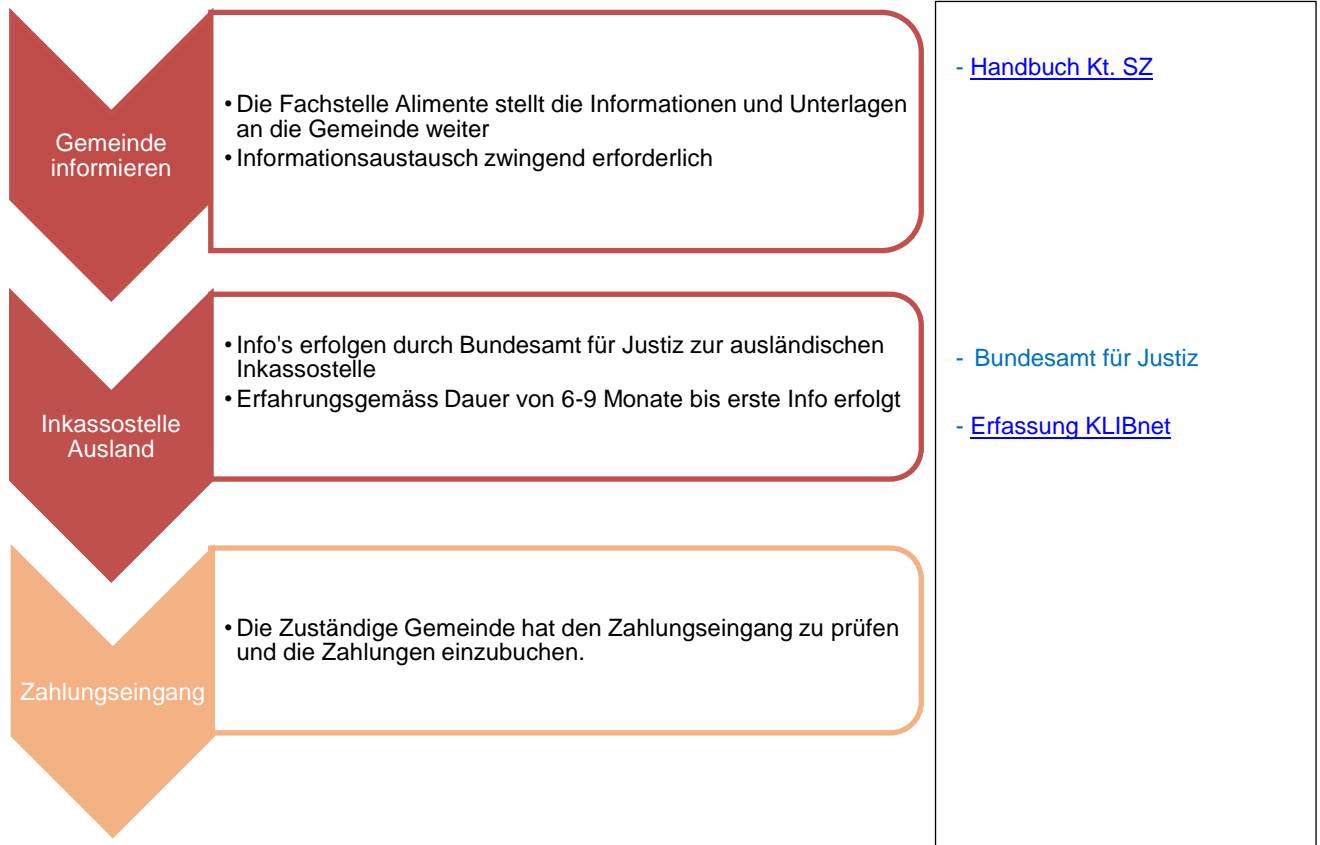 Gemeinde
informieren
• Die Fachstelle Alimente stellt die Informationen und Unterlagen
an die Gemeinde weiter
• Informationsaustausch zwingend erforderlich
- Handbuch Kt. SZ
Inkassostelle
Ausland
• Info's erfolgen durch Bundesamt für Justiz zur ausländischen
Inkassostelle
• Erfahrungsgemäss Dauer von 6-9 Monate bis erste Info erfolgt
- Bundesamt für Justiz
- Erfassung KLIBnet
Zahlungseingang
• Die Zuständige Gemeinde hat den Zahlungseingang zu prüfen
und die Zahlungen einzubuchen.